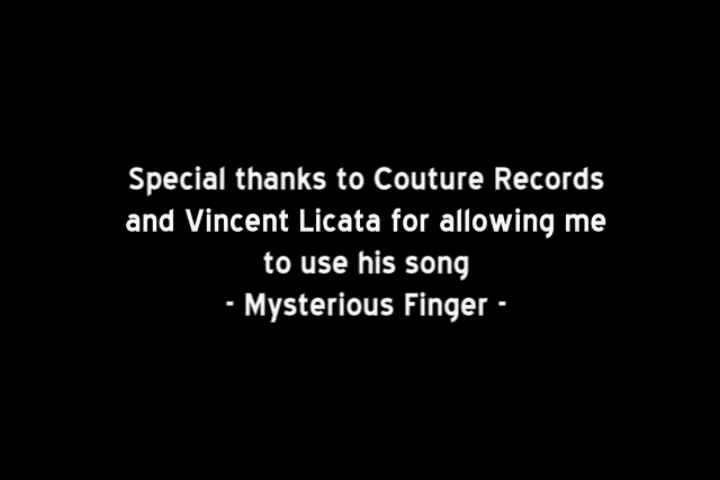 Special thanks to Couture Records
and Vincent Licata for allowing me
to use his song
- Mysterious Finger -